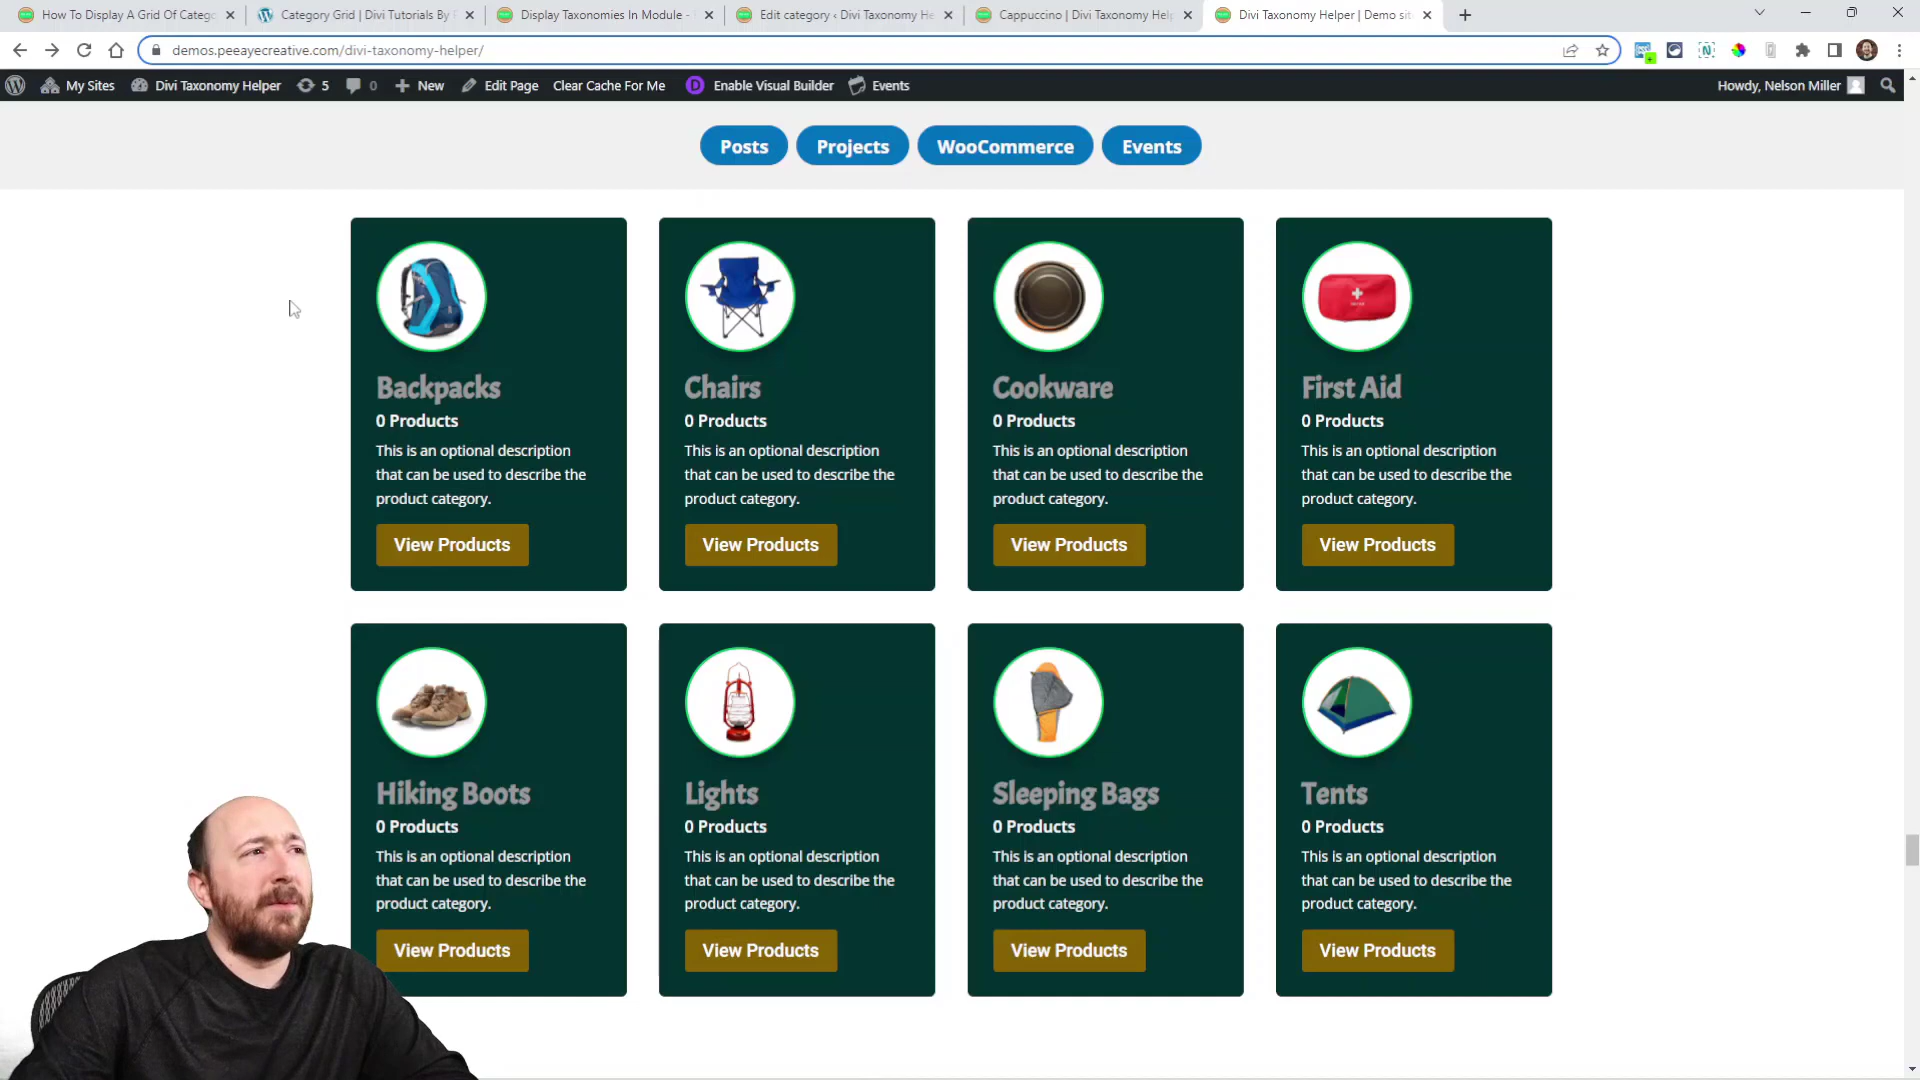 How To Display A Grid Of Catego
Category Grid | Divi Tutorials By
Display Taxonomies In Module -
Edit category ‹ Divi Taxonomy He
Cappuccino | Divi Taxonomy Help
Divi Taxonomy Helper | Demo sit
demos.peeayecreative.com/divi-taxonomy-helper/
My Sites Divi Taxonomy Helper 5 0 New Edit Page Clear Cache For Me Enable Visual Builder Events Howdy, Nelson Miller
Posts Projects WooCommerce Events
Backpacks
0 Products
This is an optional description
that can be used to describe the
product category.
View Products
Chairs
0 Products
This is an optional description
that can be used to describe the
product category.
View Products
Cookware
0 Products
This is an optional description
that can be used to describe the
product category.
View Products
First Aid
0 Products
This is an optional description
that can be used to describe the
product category.
View Products
Hiking Boots
0 Products
This is an optional description
that can be used to describe the
product category.
View Products
Lights
0 Products
This is an optional description
that can be used to describe the
product category.
View Products
Sleeping Bags
0 Products
This is an optional description
that can be used to describe the
product category.
View Products
Tents
0 Products
This is an optional description
that can be used to describe the
product category.
View Products